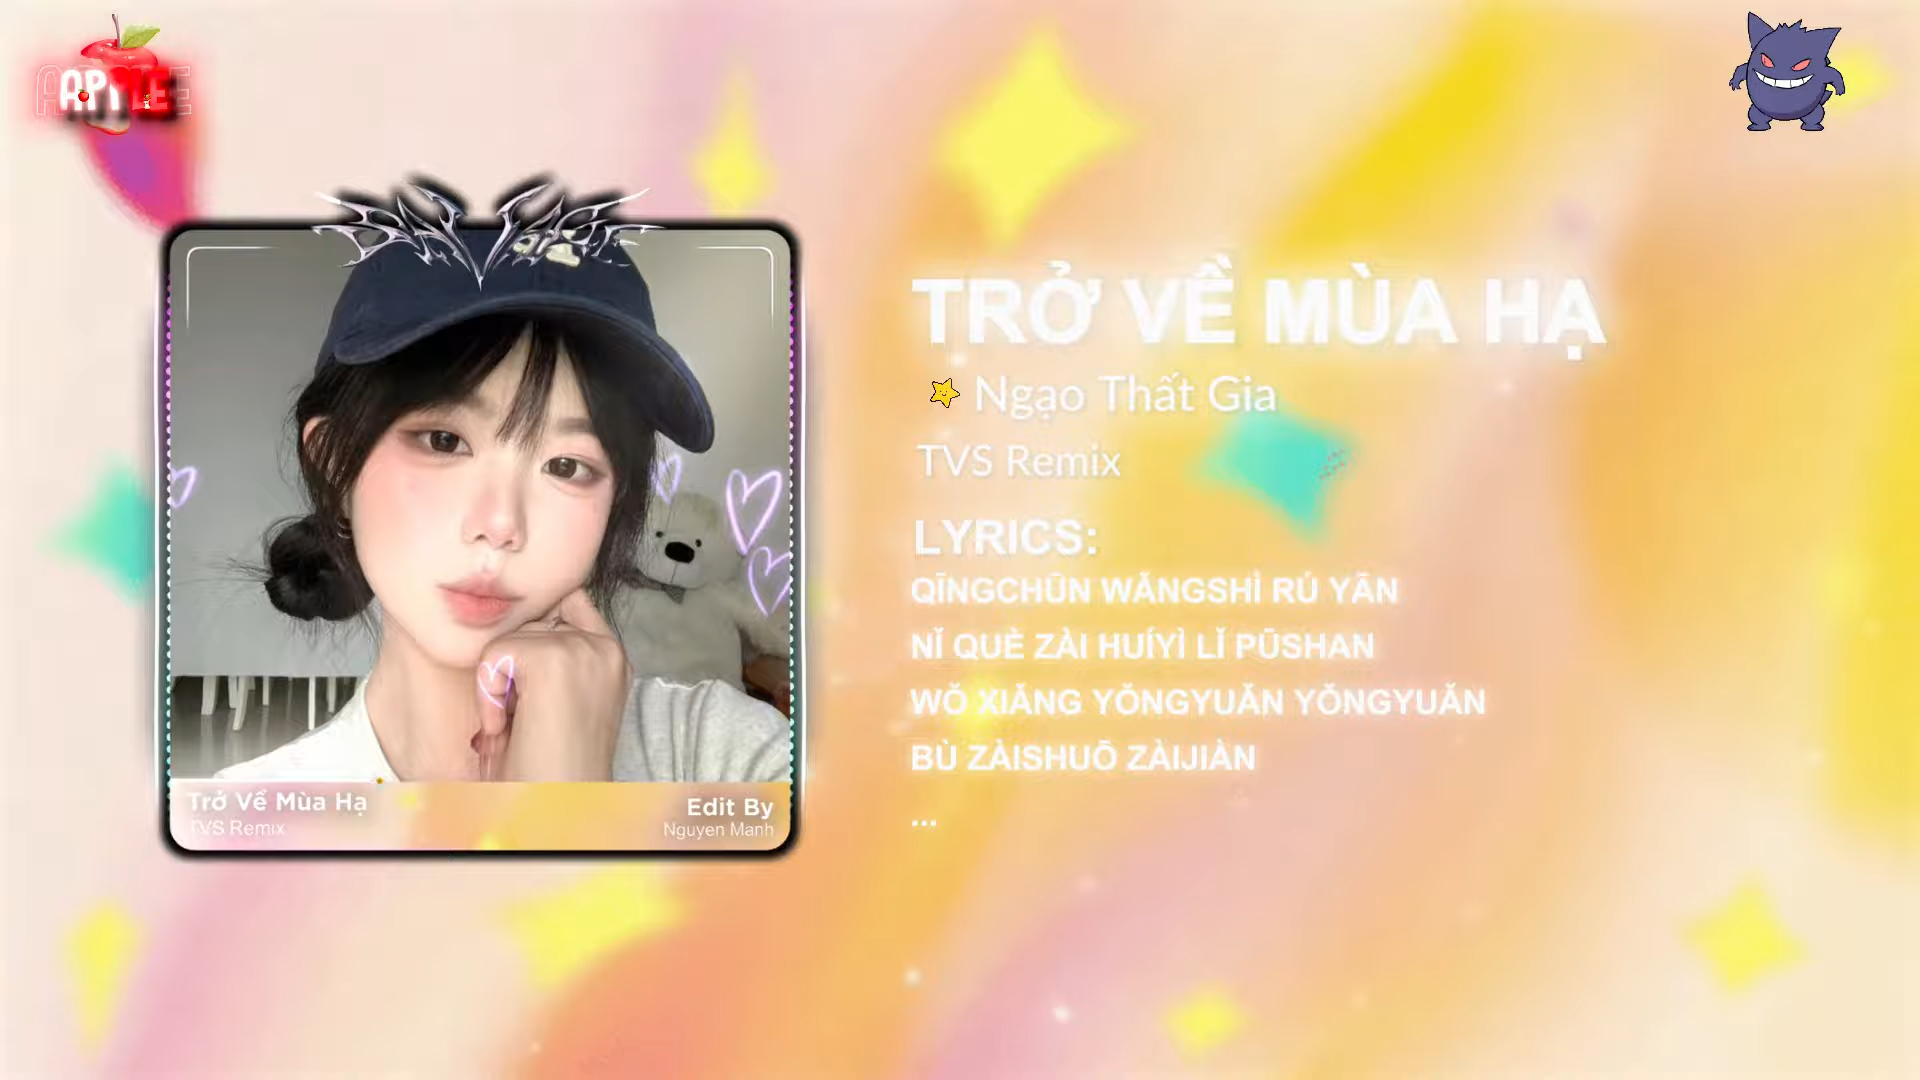 APPLE
TRỞ VỀ MÙA HẠ
Ngạo Thất Gia
TVS Remix
LYRICS:
QĪNGCHŪN WǍNGSHÌ RÚ YĀN
NǏ QUÈ ZÀI HUÍYÌ LǏ PŪSHAN
WǑ XIǍNG YǑNGYUǍN YǑNGYUǍN
BÙ ZÀISHUŌ ZÀIJIÀN
...
Trở Về Mùa Hạ
TVS Remix
Edit By
Nguyen Manh